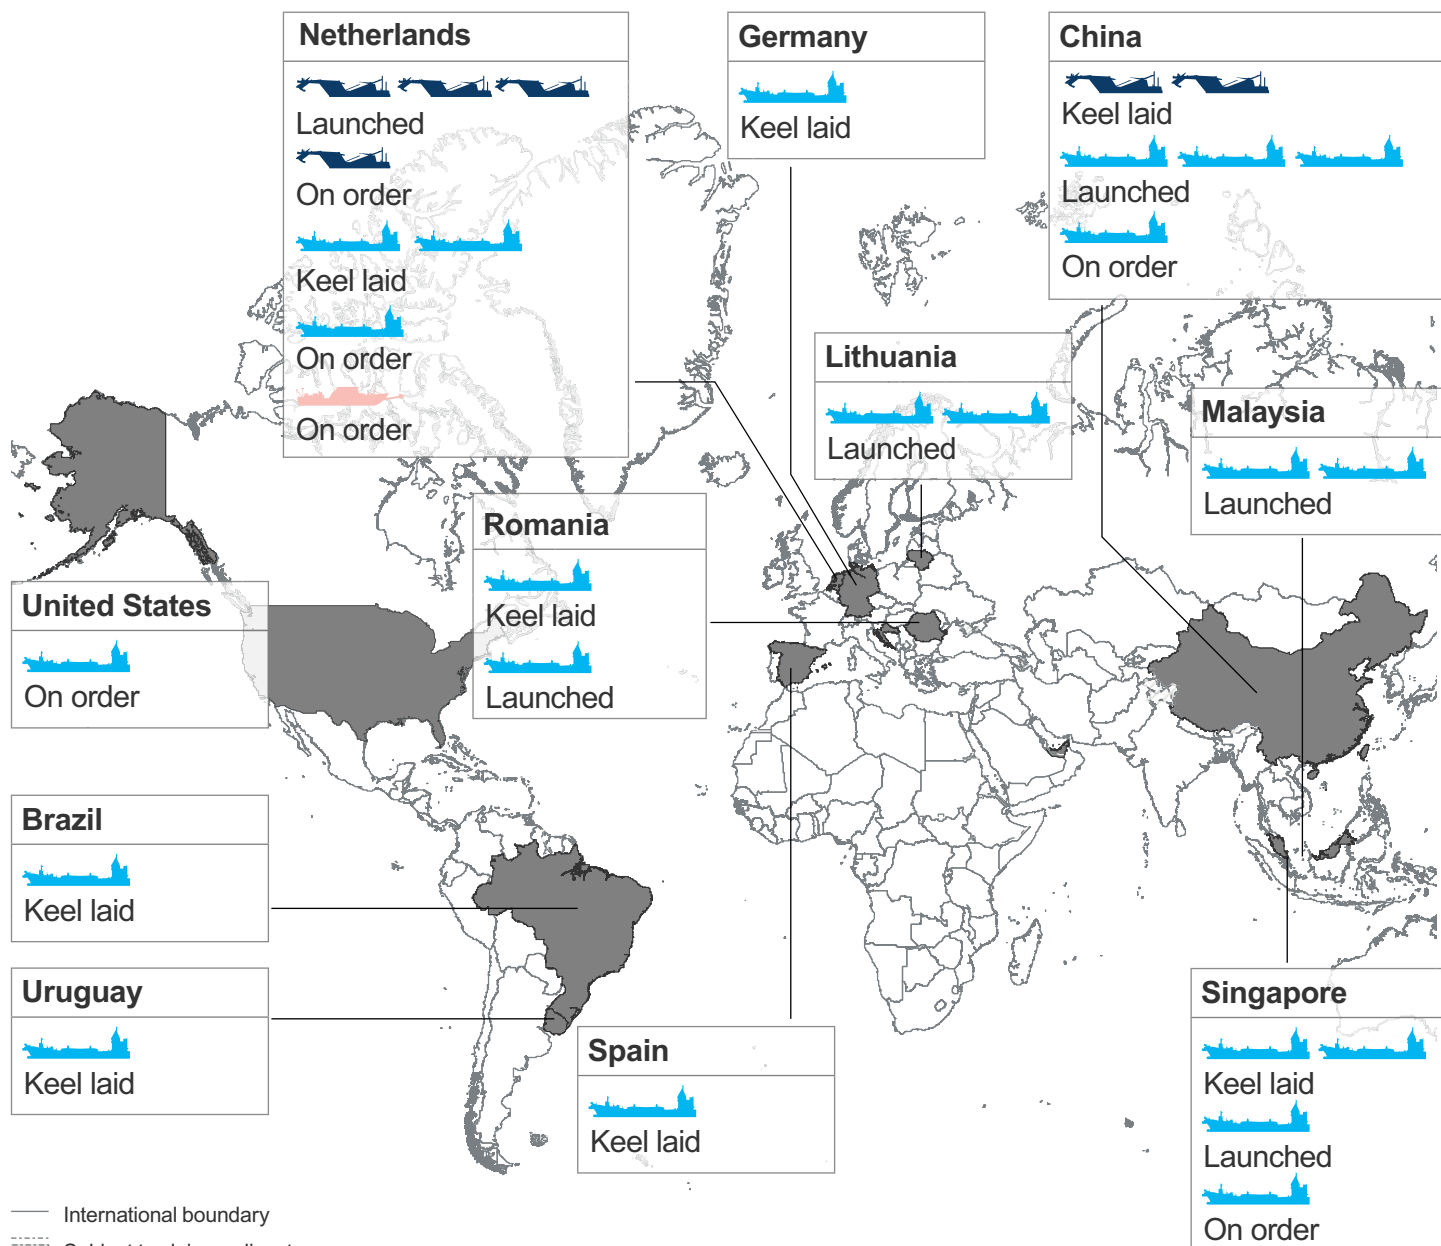 Netherlands
Launched
On order
Keel laid
On order
On order
Germany
Keel laid
China
Keel laid
Launched
On order
Lithuania
Launched
Malaysia
Launched
Romania
Keel laid
Launched
United States
On order
Brazil
Keel laid
Uruguay
Keel laid
Spain
Keel laid
Singapore
Keel laid
Launched
On order
International boundary